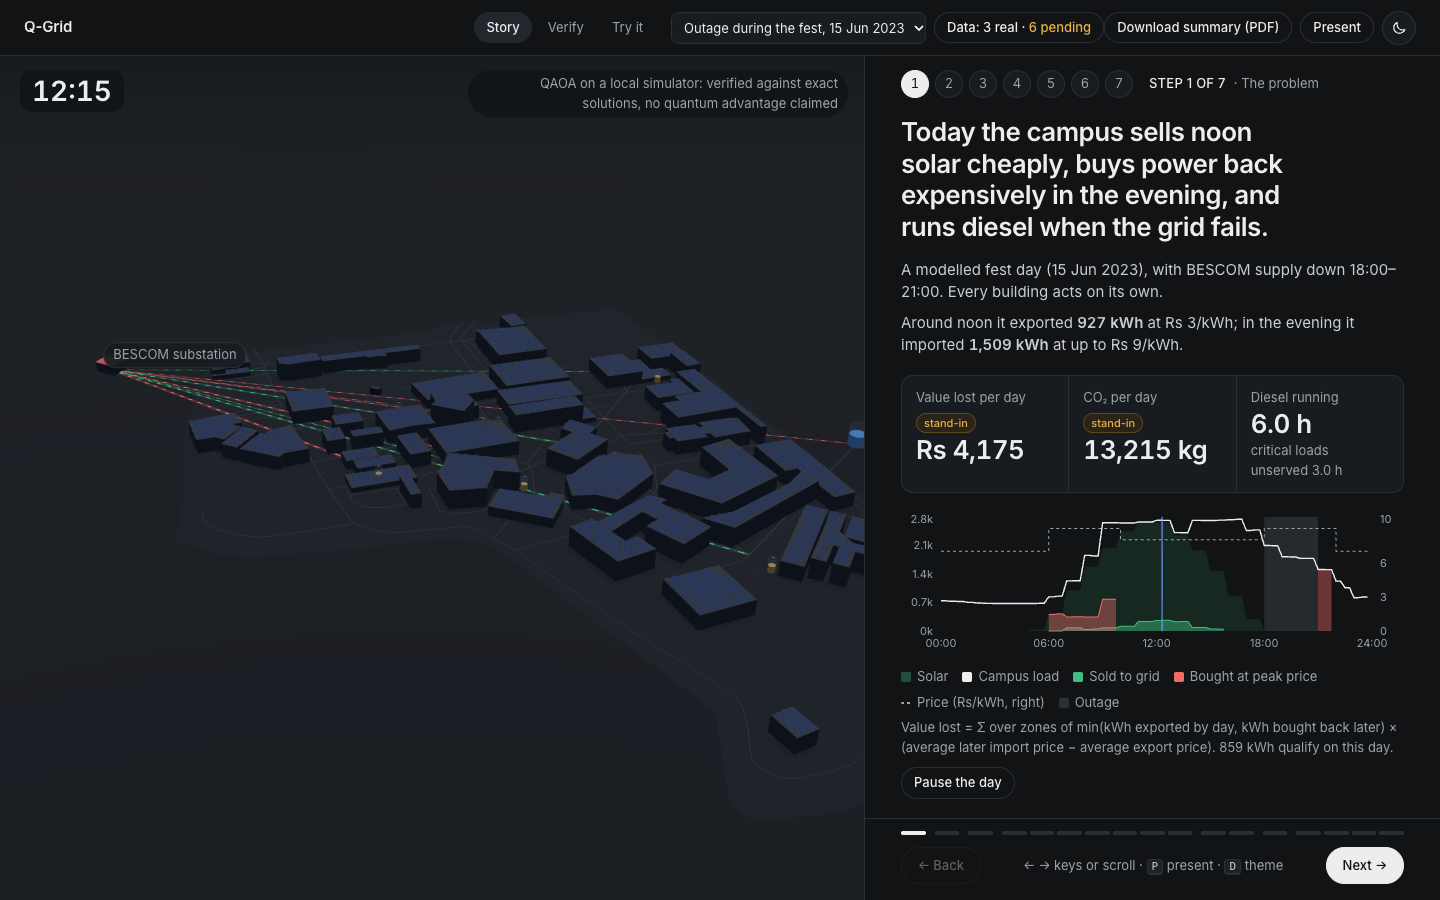 Q-Grid
Story
Verify
Try it
Outage during the fest, 15 Jun 2023
Data: 3 real · 6 pending
Download summary (PDF)
Present
12:15
QAOA on a local simulator: verified against exact
solutions, no quantum advantage claimed
BESCOM substation
1 2 3 4 5 6 7 STEP 1 OF 7 · The problem
Today the campus sells noon
solar cheaply, buys power back
expensively in the evening, and
runs diesel when the grid fails.
A modelled fest day (15 Jun 2023), with BESCOM supply down 18:00–
21:00. Every building acts on its own.
Around noon it exported 927 kWh at Rs 3/kWh; in the evening it
imported 1,509 kWh at up to Rs 9/kWh.
Value lost per day
stand-in
Rs 4,175
CO₂ per day
stand-in
13,215 kg
Diesel running
6.0 h
critical loads
unserved 3.0 h
2.8k
2.1k
1.4k
0.7k
0k
10
6
3
0
00:00 06:00 12:00 18:00 24:00
Solar Campus load Sold to grid Bought at peak price
Price (Rs/kWh, right) Outage
Value lost = Σ over zones of min(kWh exported by day, kWh bought back later) ×
(average later import price − average export price). 859 kWh qualify on this day.
Pause the day
← Back
← → keys or scroll · P present · D theme
Next →